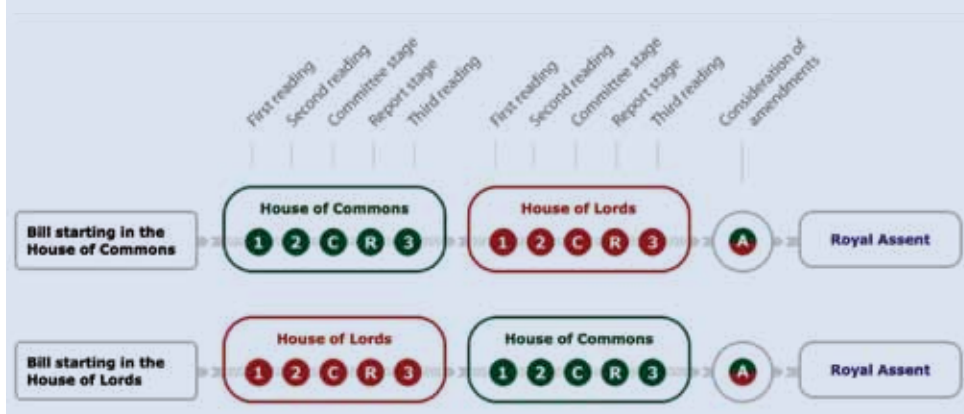 First reading
Second reading
Committee stage
Report stage
Third reading
First reading
Second reading
Committee stage
Report stage
Third reading
Consideration of
amendments
Bill starting in the
House of Commons
House of Commons
1 2 C R 3
House of Lords
1 2 C R 3
A
Royal Assent
Bill starting in the
House of Lords
House of Lords
1 2 C R 3
House of Commons
1 2 C R 3
A
Royal Assent